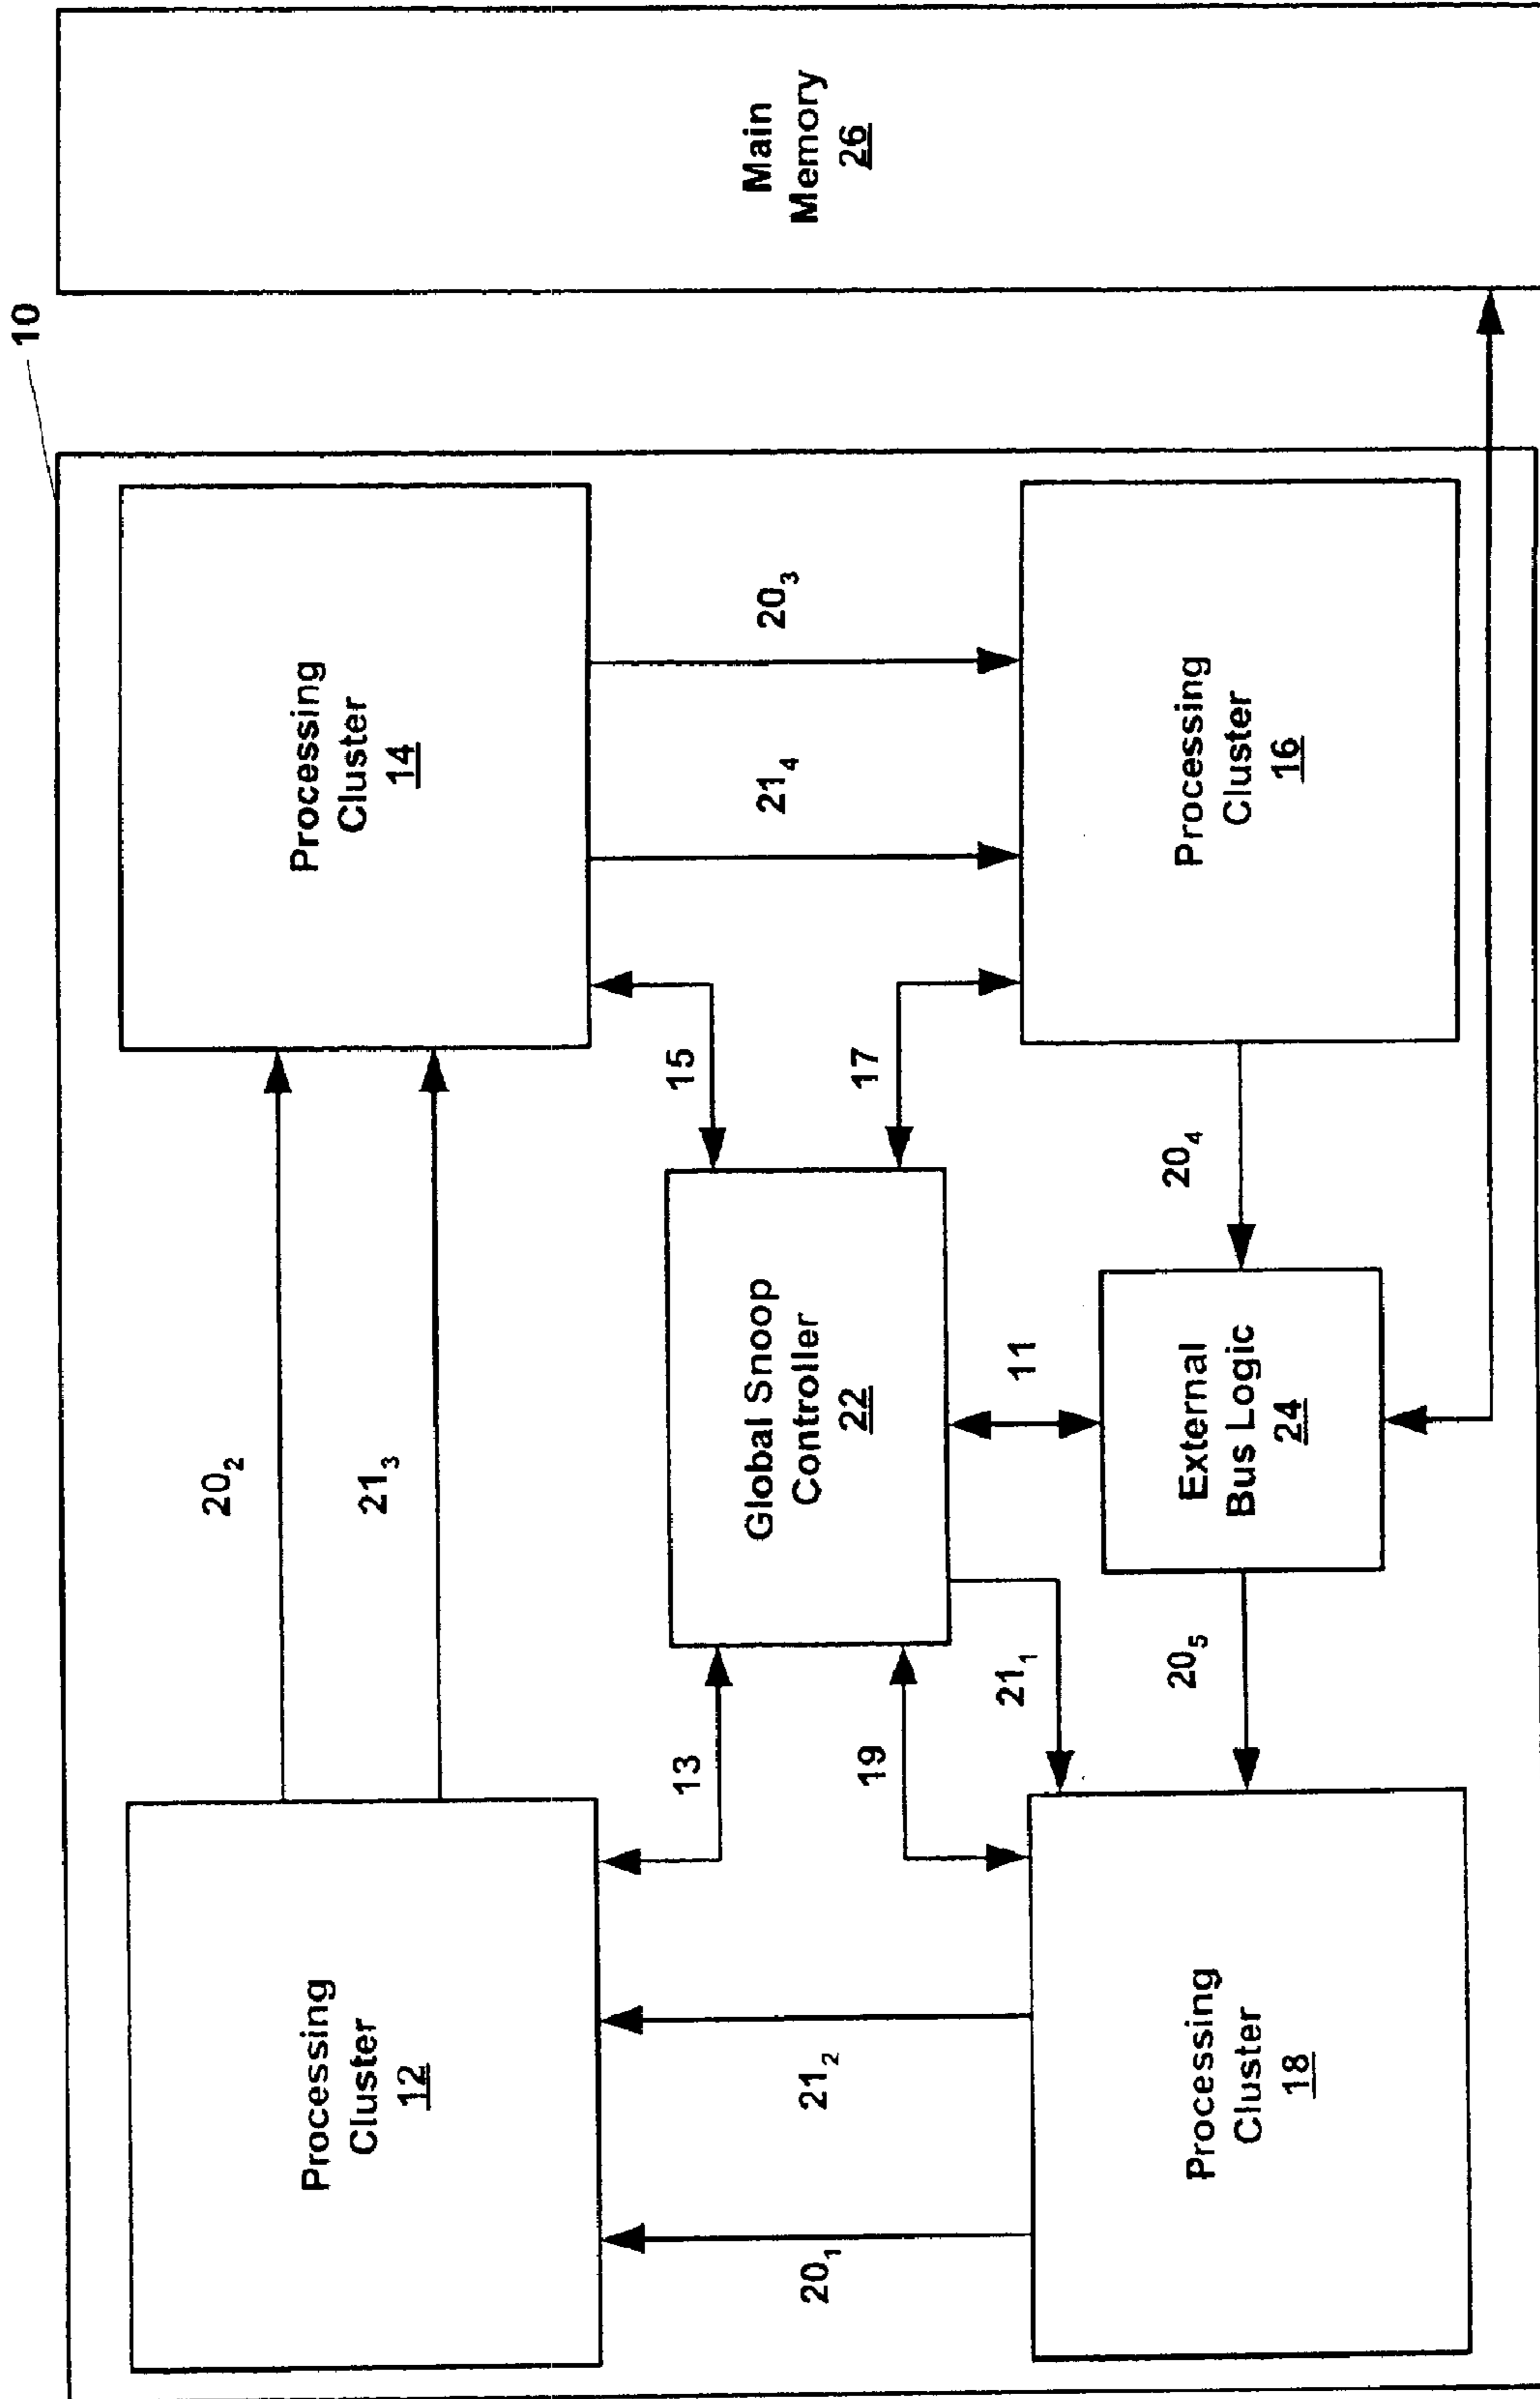 10
Processing
Cluster
12
20₂
21₃
Processing
Cluster
14
Main
Memory
26
13
15
20₁
21₂
19
Global Snoop
Controller
22
17
21₄
20₃
21₁
11
Processing
Cluster
18
20₅
External
Bus Logic
24
20₄
Processing
Cluster
16